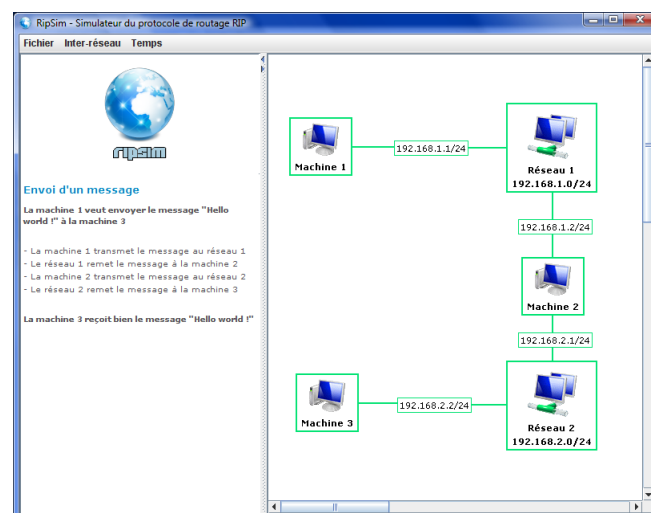 RipSim - Simulateur du protocole de routage RIP
Fichier Inter-réseau Temps
ripsim
Envoi d'un message
La machine 1 veut envoyer le message "Hello
world !" à la machine 3
- La machine 1 transmet le message au réseau 1
- Le réseau 1 remet le message à la machine 2
- La machine 2 transmet le message au réseau 2
- Le réseau 2 remet le message à la machine 3
La machine 3 reçoit bien le message "Hello world !"
Machine 1
192.168.1.1/24
Réseau 1
192.168.1.0/24
192.168.1.2/24
Machine 2
192.168.2.1/24
Machine 3
192.168.2.2/24
Réseau 2
192.168.2.0/24